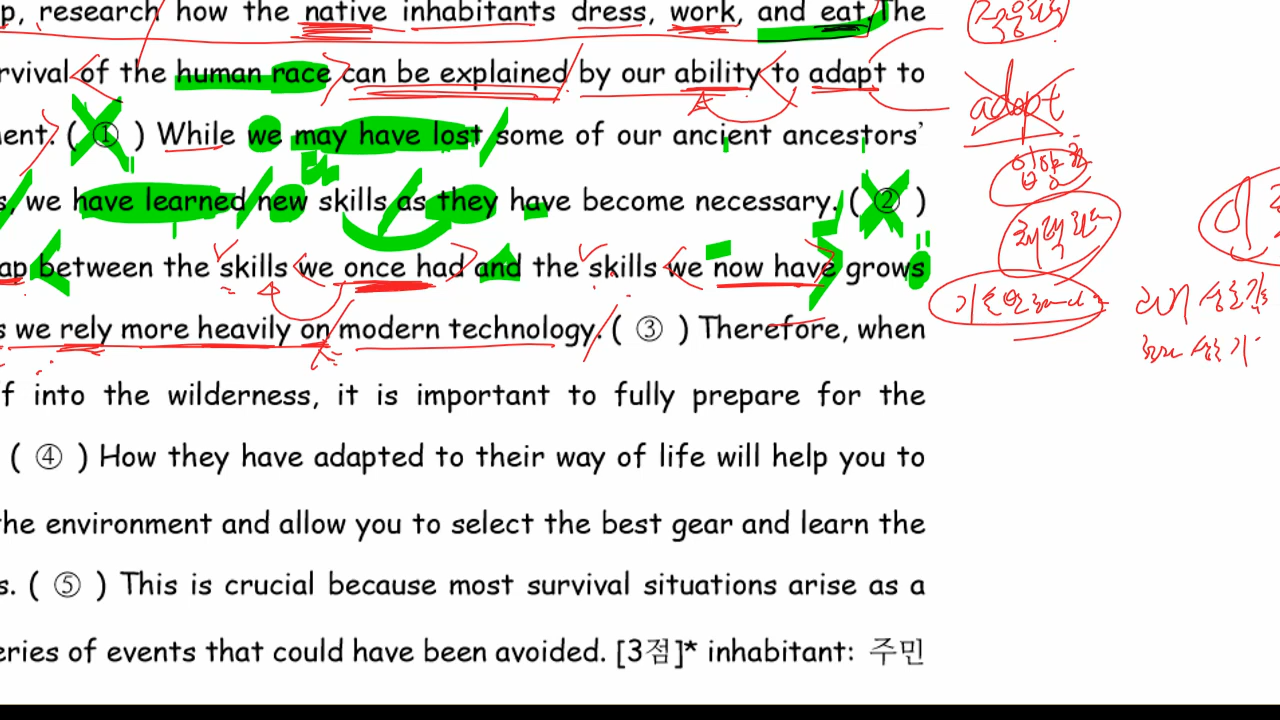 p, research how the native inhabitants dress, work, and eat. The
rvival of the human race can be explained by our ability to adapt to
adopt
ment. ( ① ) While we may have lost some of our ancient ancestors’
s, we have learned new skills as they have become necessary. ( ② )
ap between the skills we once had and the skills we now have grows
s we rely more heavily on modern technology. ( ③ ) Therefore, when
f into the wilderness, it is important to fully prepare for the
( ④ ) How they have adapted to their way of life will help you to
the environment and allow you to select the best gear and learn the
s. ( ⑤ ) This is crucial because most survival situations arise as a
eries of events that could have been avoided. [3점]* inhabitant: 주민